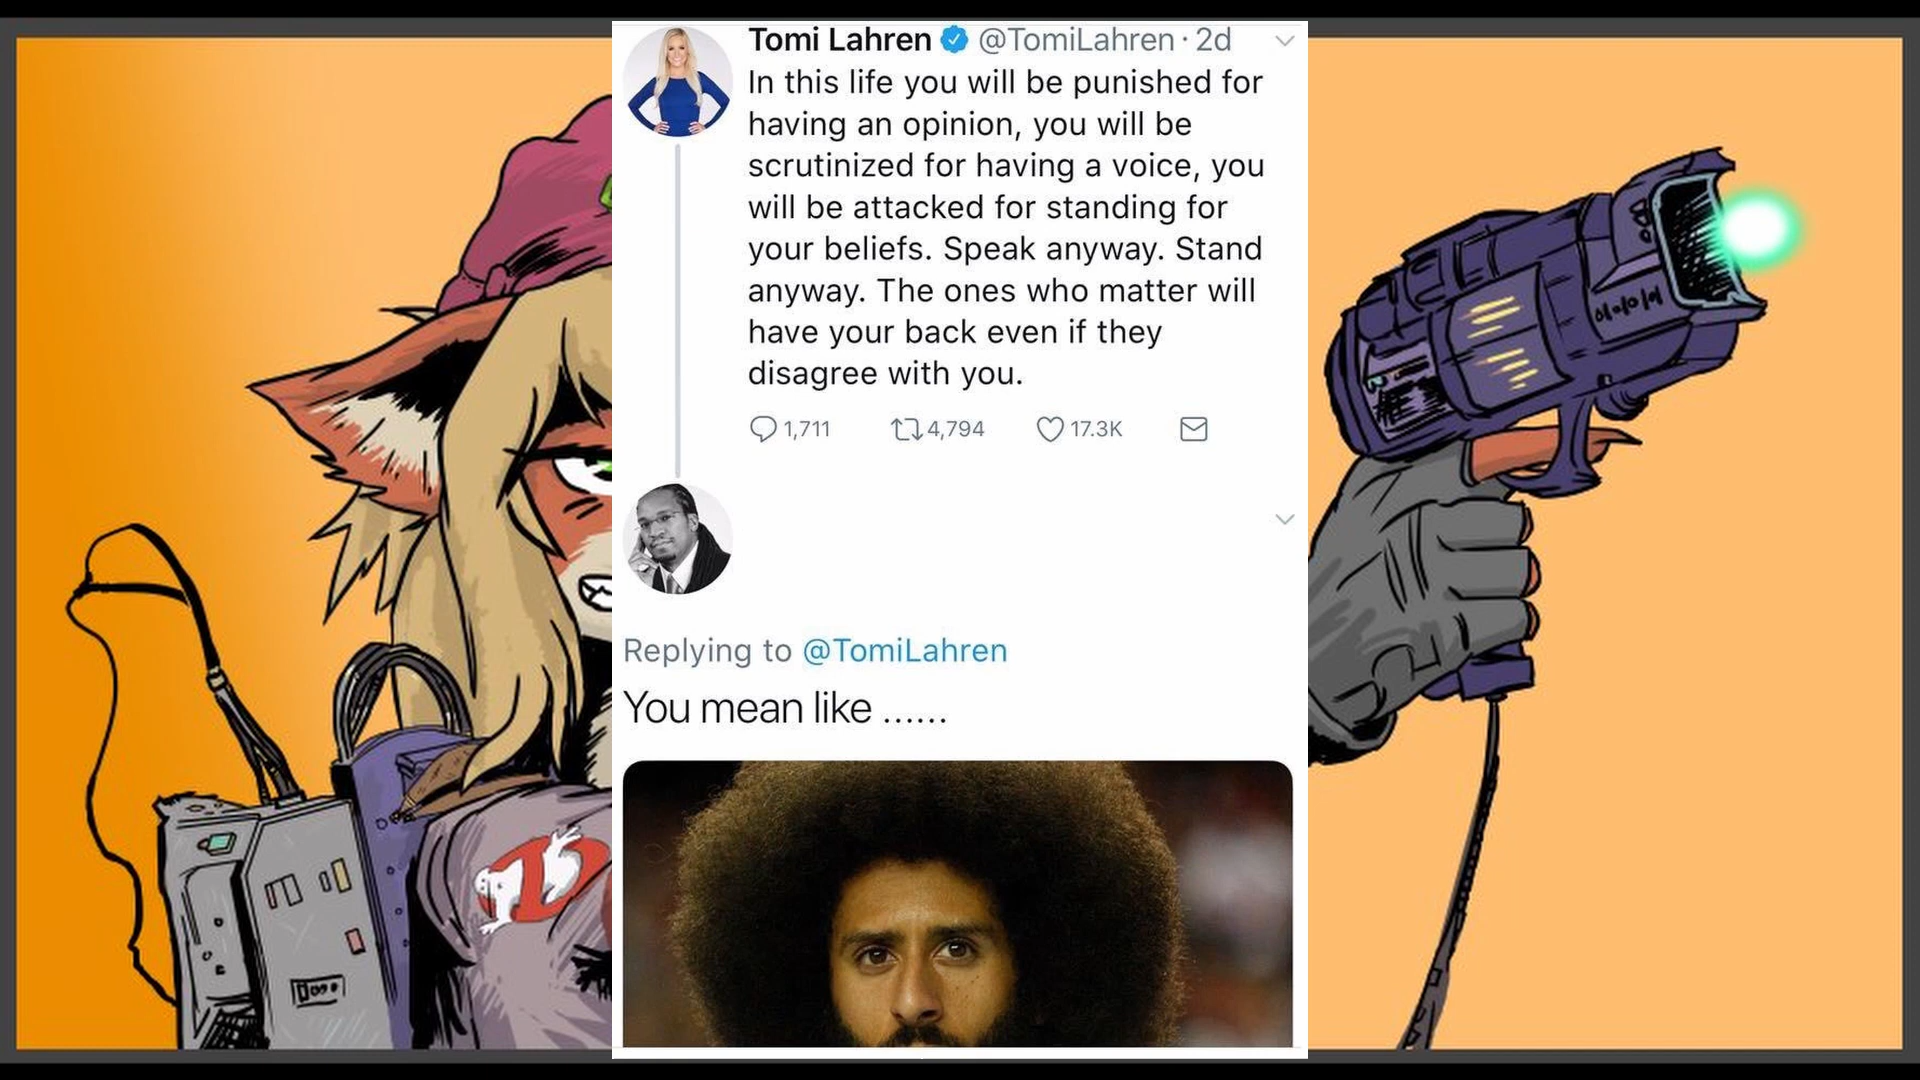 Tomi Lahren @TomiLahren · 2d
In this life you will be punished for
having an opinion, you will be
scrutinized for having a voice, you
will be attacked for standing for
your beliefs. Speak anyway. Stand
anyway. The ones who matter will
have your back even if they
disagree with you.
1,711 4,794 17.3K
Replying to @TomiLahren
You mean like ......